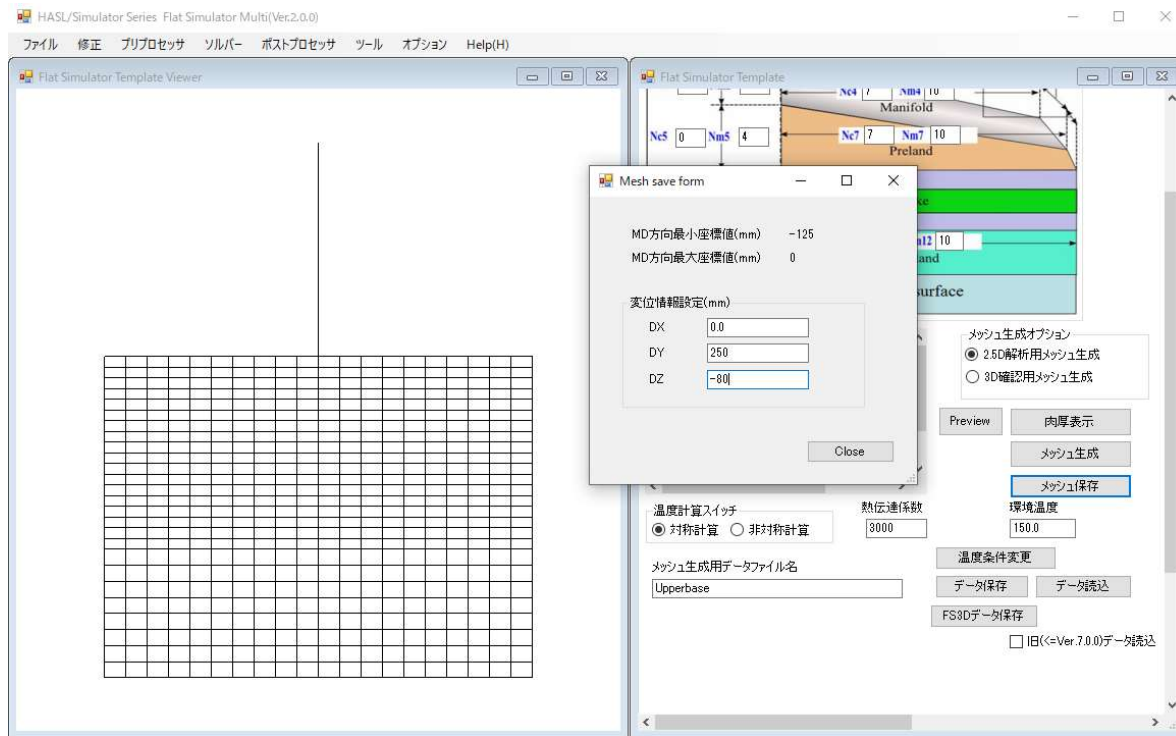 HASL/Simulator Series Flat Simulator Multi(Ver.2.0.0)
ファイル 修正 プリプロセッサ ソルバー ポストプロセッサ ツール オプション Help(H)
Flat Simulator Template Viewer
Flat Simulator Template
Nc4 7 Nm4 10
Manifold
Nc5 0 Nm5 4
Nc7 7 Nm7 10
Preland
Mesh save form
MD方向最小座標値(mm) -125
MD方向最大座標値(mm) 0
変位情報設定(mm)
DX 0.0
DY 250
DZ -80
Close
10
surface
メッシュ生成オプション
2.5D解析用メッシュ生成
3D確認用メッシュ生成
Preview 肉厚表示
メッシュ生成
メッシュ保存
温度計算スイッチ
対称計算 非対称計算
熱伝達係数
3000
環境温度
150.0
温度条件変更
メッシュ生成用データファイル名
Upperbase
データ保存 データ読込
FS3Dデータ保存
旧(<=Ver.7.0.0)データ読込